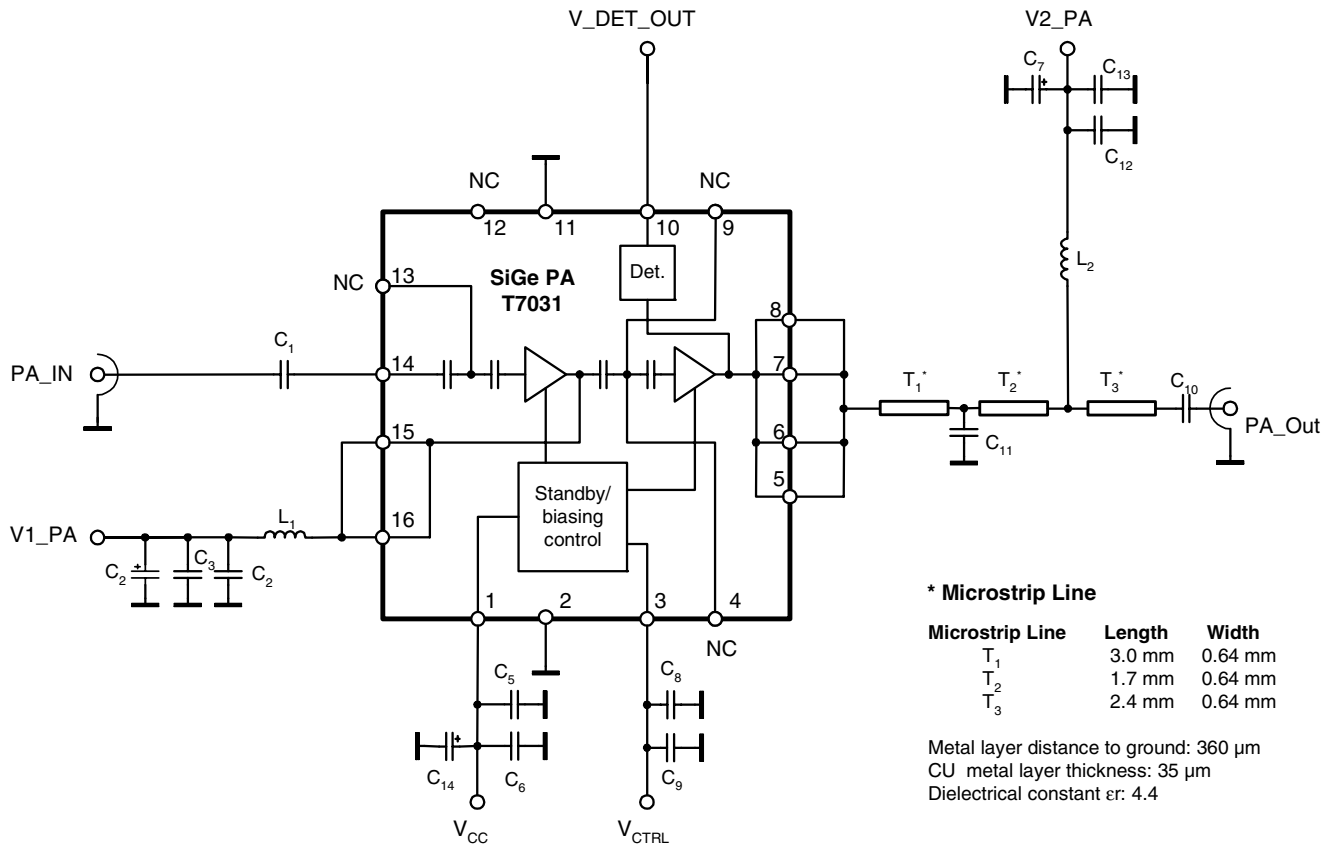 V_DET_OUT
V2_PA
C7
+
C13
C12
NC
NC
12
11
10
9
SiGe PA
T7031
Det.
NC
13
L2
8
C1
PA_IN
14
7
T1*
T2*
T3*
C10
PA_Out
C11
15
6
5
Standby/
biasing
control
V1_PA
L1
16
C2
+
C3
C2
1
2
3
4
NC
C5
C8
C14
+
C6
C9
VCC
VCTRL
* Microstrip Line
Microstrip Line Length Width
T1 3.0 mm 0.64 mm
T2 1.7 mm 0.64 mm
T3 2.4 mm 0.64 mm
Metal layer distance to ground: 360 µm
CU metal layer thickness: 35 µm
Dielectrical constant εr: 4.4